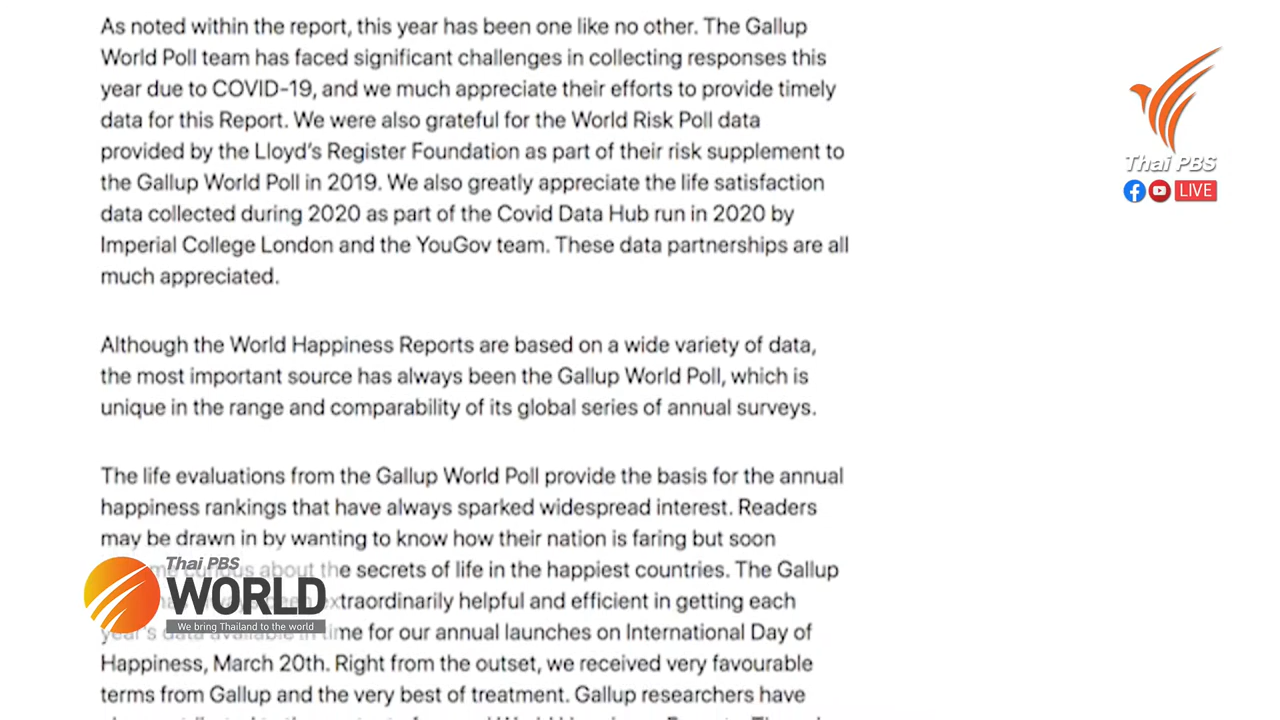 As noted within the report, this year has been one like no other. The Gallup
World Poll team has faced significant challenges in collecting responses this
year due to COVID-19, and we much appreciate their efforts to provide timely
data for this Report. We were also grateful for the World Risk Poll data
provided by the Lloyd's Register Foundation as part of their risk supplement to
the Gallup World Poll in 2019. We also greatly appreciate the life satisfaction
data collected during 2020 as part of the Covid Data Hub run in 2020 by
Imperial College London and the YouGov team. These data partnerships are all
much appreciated.
Although the World Happiness Reports are based on a wide variety of data,
the most important source has always been the Gallup World Poll, which is
unique in the range and comparability of its global series of annual surveys.
The life evaluations from the Gallup World Poll provide the basis for the annual
happiness rankings that have always sparked widespread interest. Readers
may be drawn in by wanting to know how their nation is faring but soon
curious about the secrets of life in the happiest countries. The Gallup
been extraordinarily helpful and efficient in getting each
year's data available in time for our annual launches on International Day of
Happiness, March 20th. Right from the outset, we received very favourable
terms from Gallup and the very best of treatment. Gallup researchers have
Thai PBS
LIVE
Thai PBS
WORLD
We bring Thailand to the world